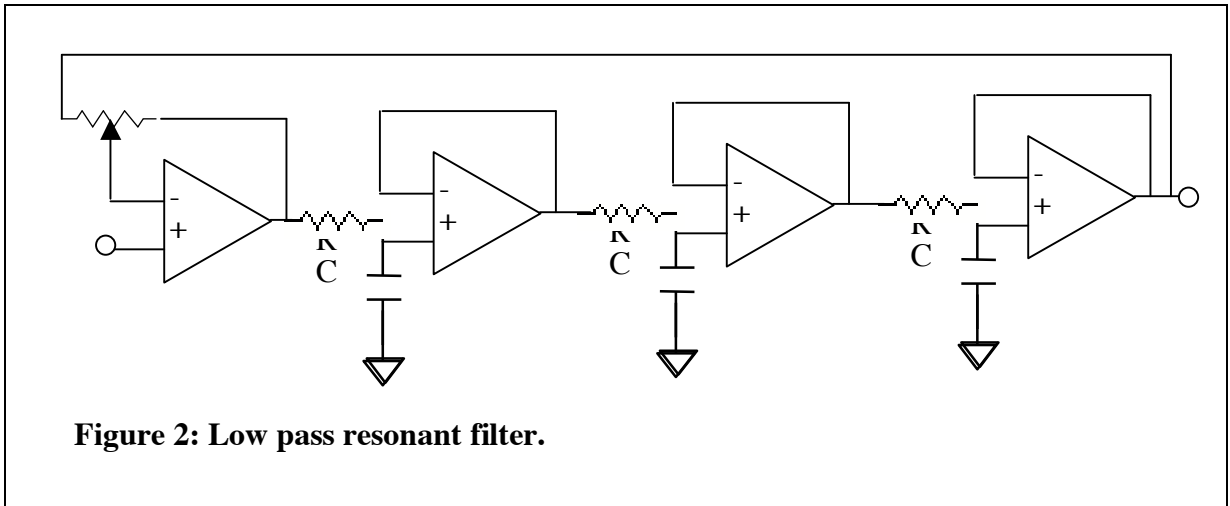 -
+
C
-
+
C
-
+
C
-
+
Figure 2: Low pass resonant filter.